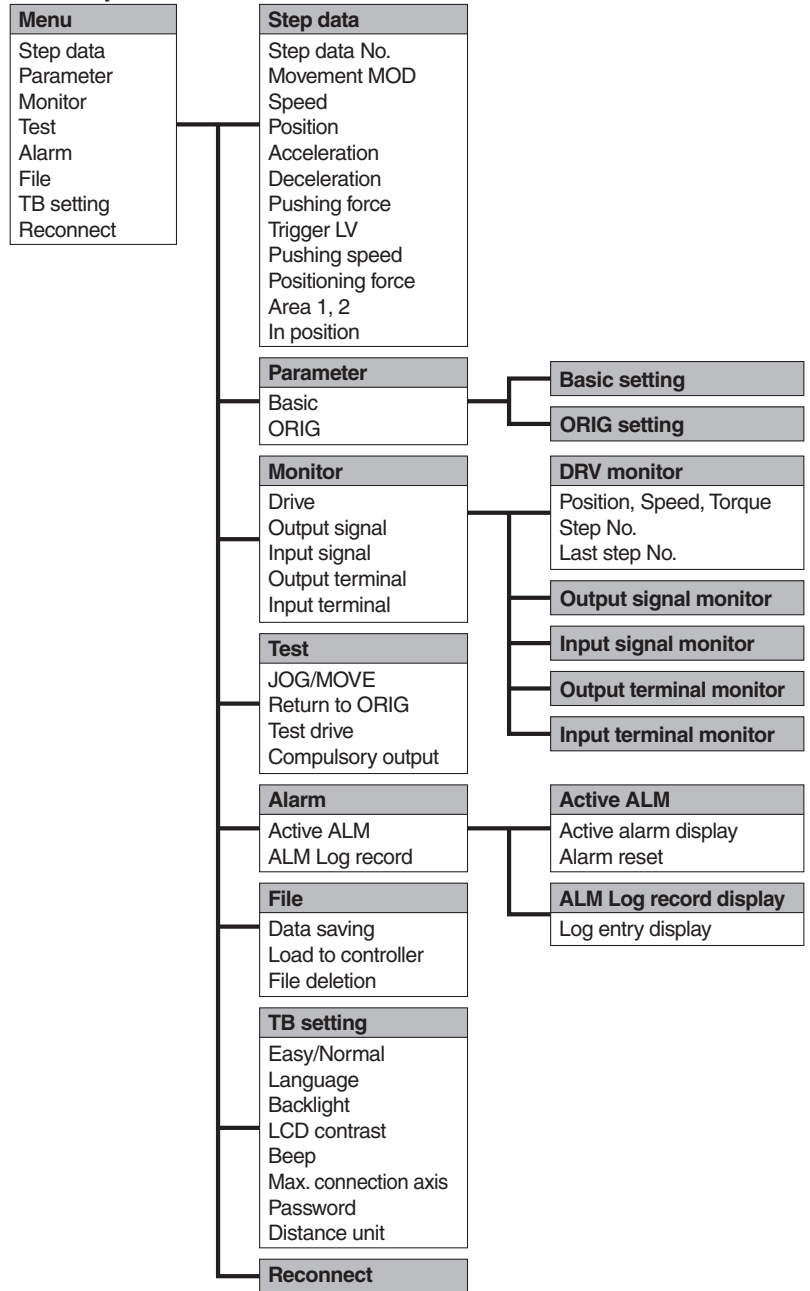 Menu
Step data
Parameter
Monitor
Test
Alarm
File
TB setting
Reconnect
Step data
Step data No.
Movement MOD
Speed
Position
Acceleration
Deceleration
Pushing force
Trigger LV
Pushing speed
Positioning force
Area 1, 2
In position
Parameter
Basic
ORIG
Basic setting
ORIG setting
Monitor
Drive
Output signal
Input signal
Output terminal
Input terminal
DRV monitor
Position, Speed, Torque
Step No.
Last step No.
Output signal monitor
Input signal monitor
Output terminal monitor
Input terminal monitor
Test
JOG/MOVE
Return to ORIG
Test drive
Compulsory output
Alarm
Active ALM
ALM Log record
Active ALM
Active alarm display
Alarm reset
ALM Log record display
Log entry display
File
Data saving
Load to controller
File deletion
TB setting
Easy/Normal
Language
Backlight
LCD contrast
Beep
Max. connection axis
Password
Distance unit
Reconnect